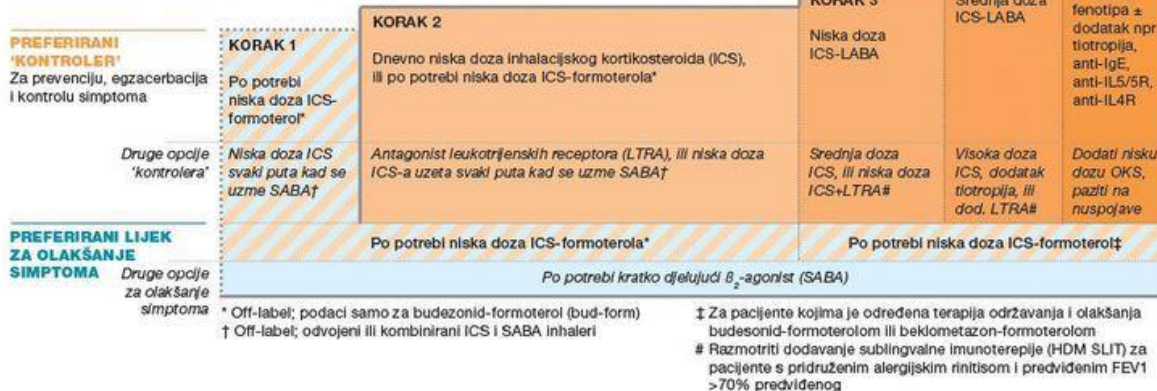 PREFERIRANI
‘KONTROLER’
Za prevenciju, egzacerbacija
i kontrolu simptoma
KORAK 1
Po potrebi
niska doza ICS-
formoterol*
KORAK 2
Dnevno niska doza inhalacijskog kortikosteroida (ICS),
ili po potrebi niska doza ICS-formoterola*
KORAK 3
Niska doza
ICS-LABA
Srednja doza
ICS-LABA
fenotipa ±
dodatak npr.
tiotropija,
anti-IgE,
anti-IL5/5R,
anti-IL4R
Druge opcije
‘kontrolera’
Niska doza ICS
svaki puta kad se
uzme SABA†
Antagonist leukotrijenskih receptora (LTRA), ili niska doza
ICS-a uzeta svaki puta kad se uzme SABA†
Srednja doza
ICS, ili niska doza
ICS+LTRA#
Visoka doza
ICS, dodatak
tiotropija, ili
dod. LTRA#
Dodati nisku
dozu OKS,
paziti na
nuspojave
PREFERIRANI LIJEK
ZA OLAKŠANJE
SIMPTOMA
Po potrebi niska doza ICS-formoterola*
Po potrebi niska doza ICS-formoterol‡
Druge opcije
za olakšanje
simptoma
Po potrebi kratko djelujući β₂-agonist (SABA)
* Off-label; podaci samo za budezonid-formoterol (bud-form)
† Off-label; odvojeni ili kombinirani ICS i SABA inhaleri
‡ Za pacijente kojima je određena terapija održavanja i olakšanja
budesonid-formoterolom ili beklometazon-formoterolom
# Razmotriti dodavanje sublingvalne imunoterepije (HDM SLIT) za
pacijente s pridruženim alergijskim rinitisom i predviđenim FEV1
>70% predviđenog